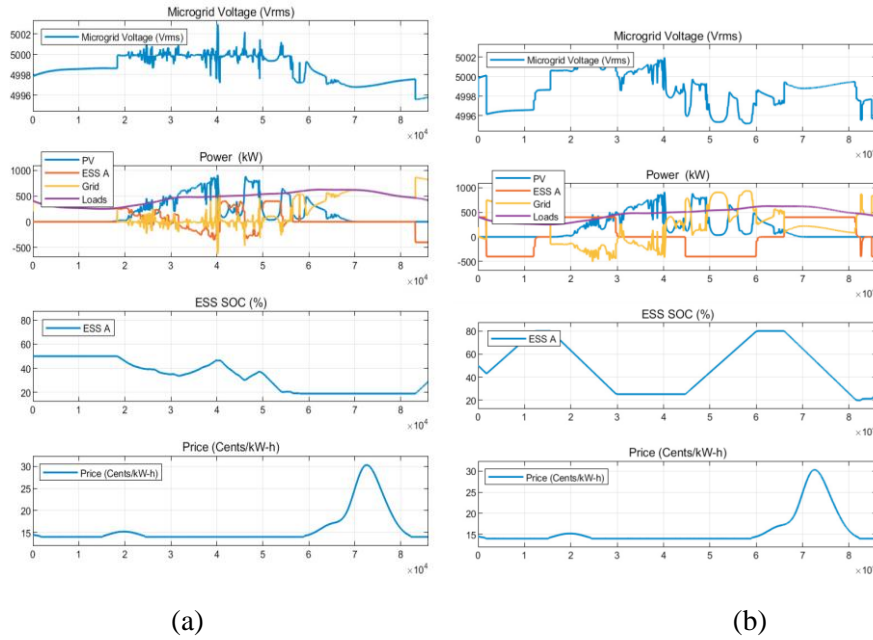 Microgrid Voltage (Vrms)
Microgrid Voltage (Vrms)
5002
5000
4998
4996
0 1 2 3 4 5 6 7 8
×10⁴
Power (kW)
PV
ESS A
Grid
Loads
1000
500
0
-500
0 1 2 3 4 5 6 7 8
×10⁴
ESS SOC (%)
ESS A
80
60
40
20
0 1 2 3 4 5 6 7 8
×10⁴
Price (Cents/kW-h)
Price (Cents/kW-h)
30
25
20
15
0 1 2 3 4 5 6 7 8
×10⁴
(a)
Microgrid Voltage (Vrms)
Microgrid Voltage (Vrms)
5002
5000
4998
4996
0 1 2 3 4 5 6 7 8
×10
Power (kW)
PV
ESS A
Grid
Loads
1000
500
0
-500
0 1 2 3 4 5 6 7 8
×10
ESS SOC (%)
ESS A
80
60
40
20
0 1 2 3 4 5 6 7 8
×10
Price (Cents/kW-h)
Price (Cents/kW-h)
30
25
20
15
0 1 2 3 4 5 6 7 8
×10
(b)